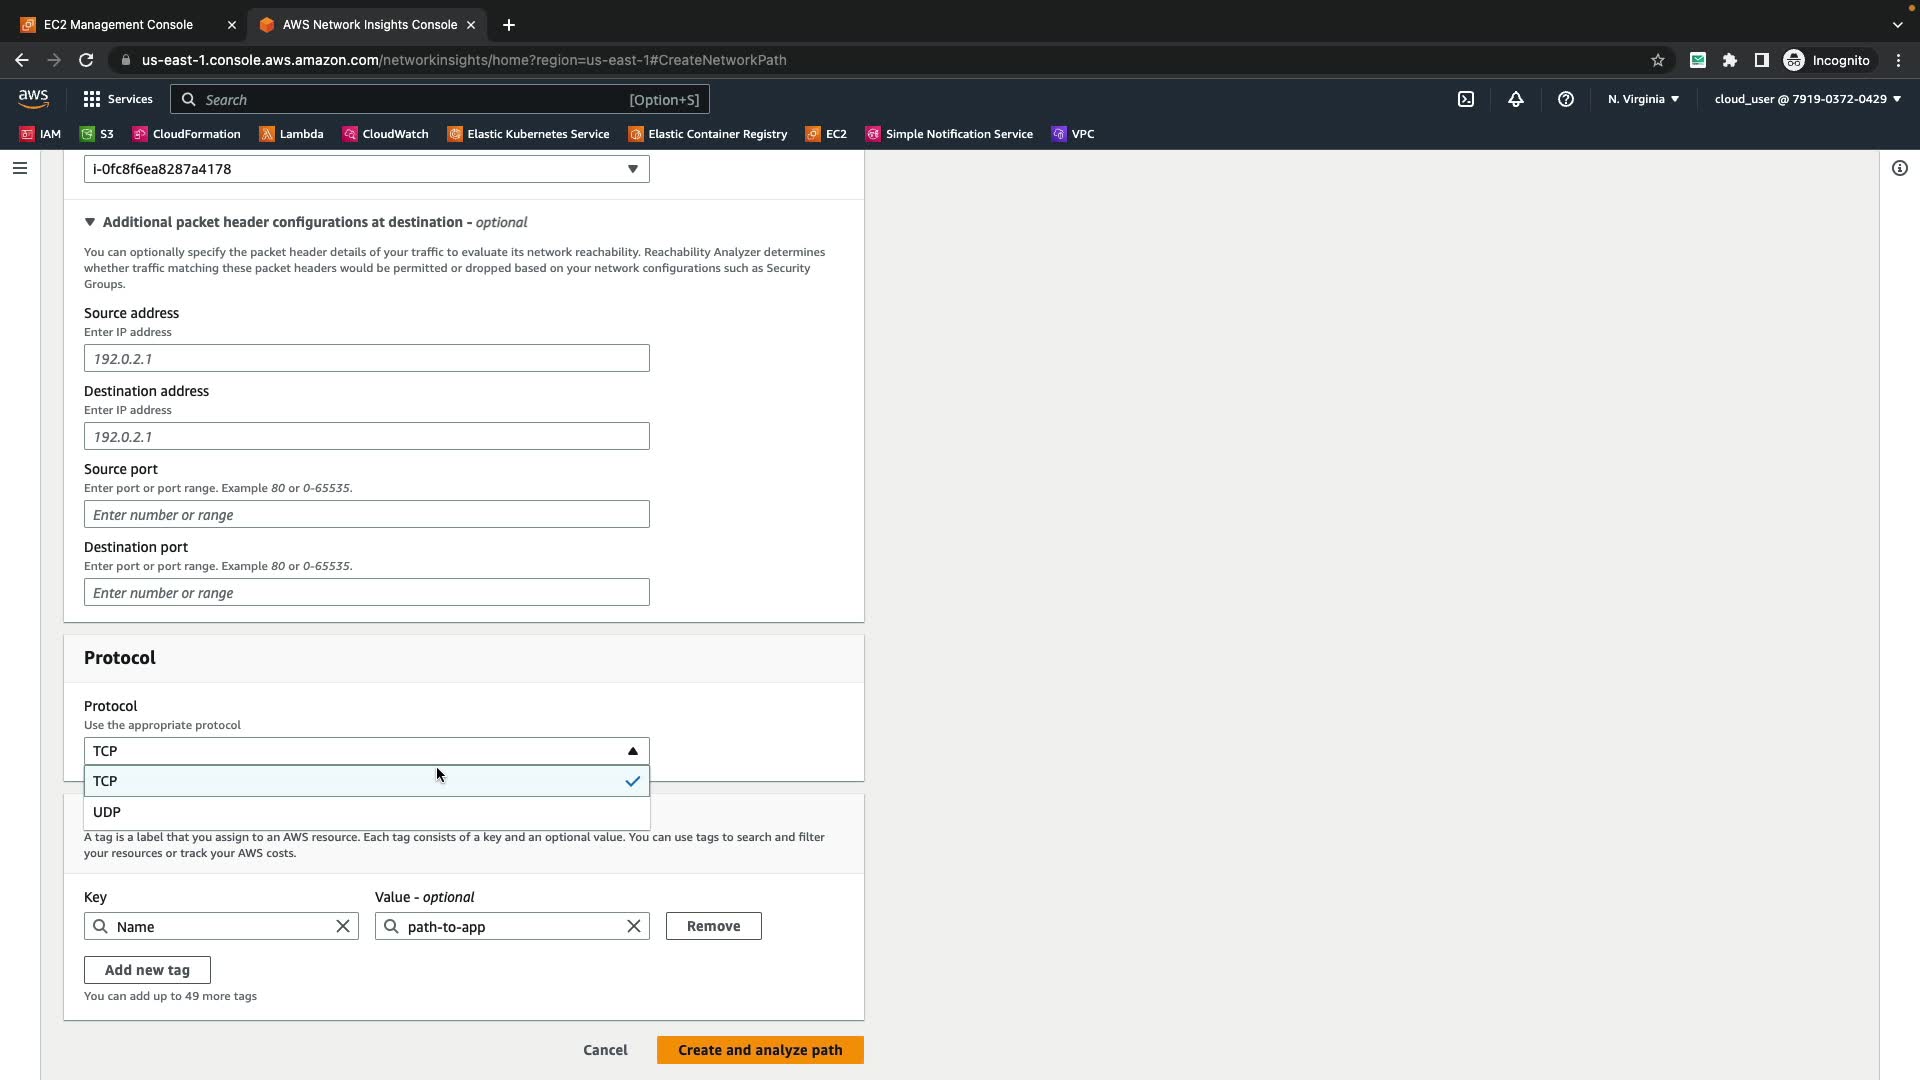 EC2 Management Console
AWS Network Insights Console
us-east-1.console.aws.amazon.com/networkinsights/home?region=us-east-1#CreateNetworkPath
Incognito
aws
Services
Search
[Option+S]
N. Virginia
cloud_user @ 7919-0372-0429
IAM
S3
CloudFormation
Lambda
CloudWatch
Elastic Kubernetes Service
Elastic Container Registry
EC2
Simple Notification Service
VPC
i-0fc8f6ea8287a4178
Additional packet header configurations at destination - optional
You can optionally specify the packet header details of your traffic to evaluate its network reachability. Reachability Analyzer determines
whether traffic matching these packet headers would be permitted or dropped based on your network configurations such as Security
Groups.
Source address
Enter IP address
192.0.2.1
Destination address
Enter IP address
192.0.2.1
Source port
Enter port or port range. Example 80 or 0-65535.
Enter number or range
Destination port
Enter port or port range. Example 80 or 0-65535.
Enter number or range
Protocol
Protocol
Use the appropriate protocol
TCP
TCP
UDP
A tag is a label that you assign to an AWS resource. Each tag consists of a key and an optional value. You can use tags to search and filter
your resources or track your AWS costs.
Key
Value - optional
Name
path-to-app
Remove
Add new tag
You can add up to 49 more tags
Cancel
Create and analyze path